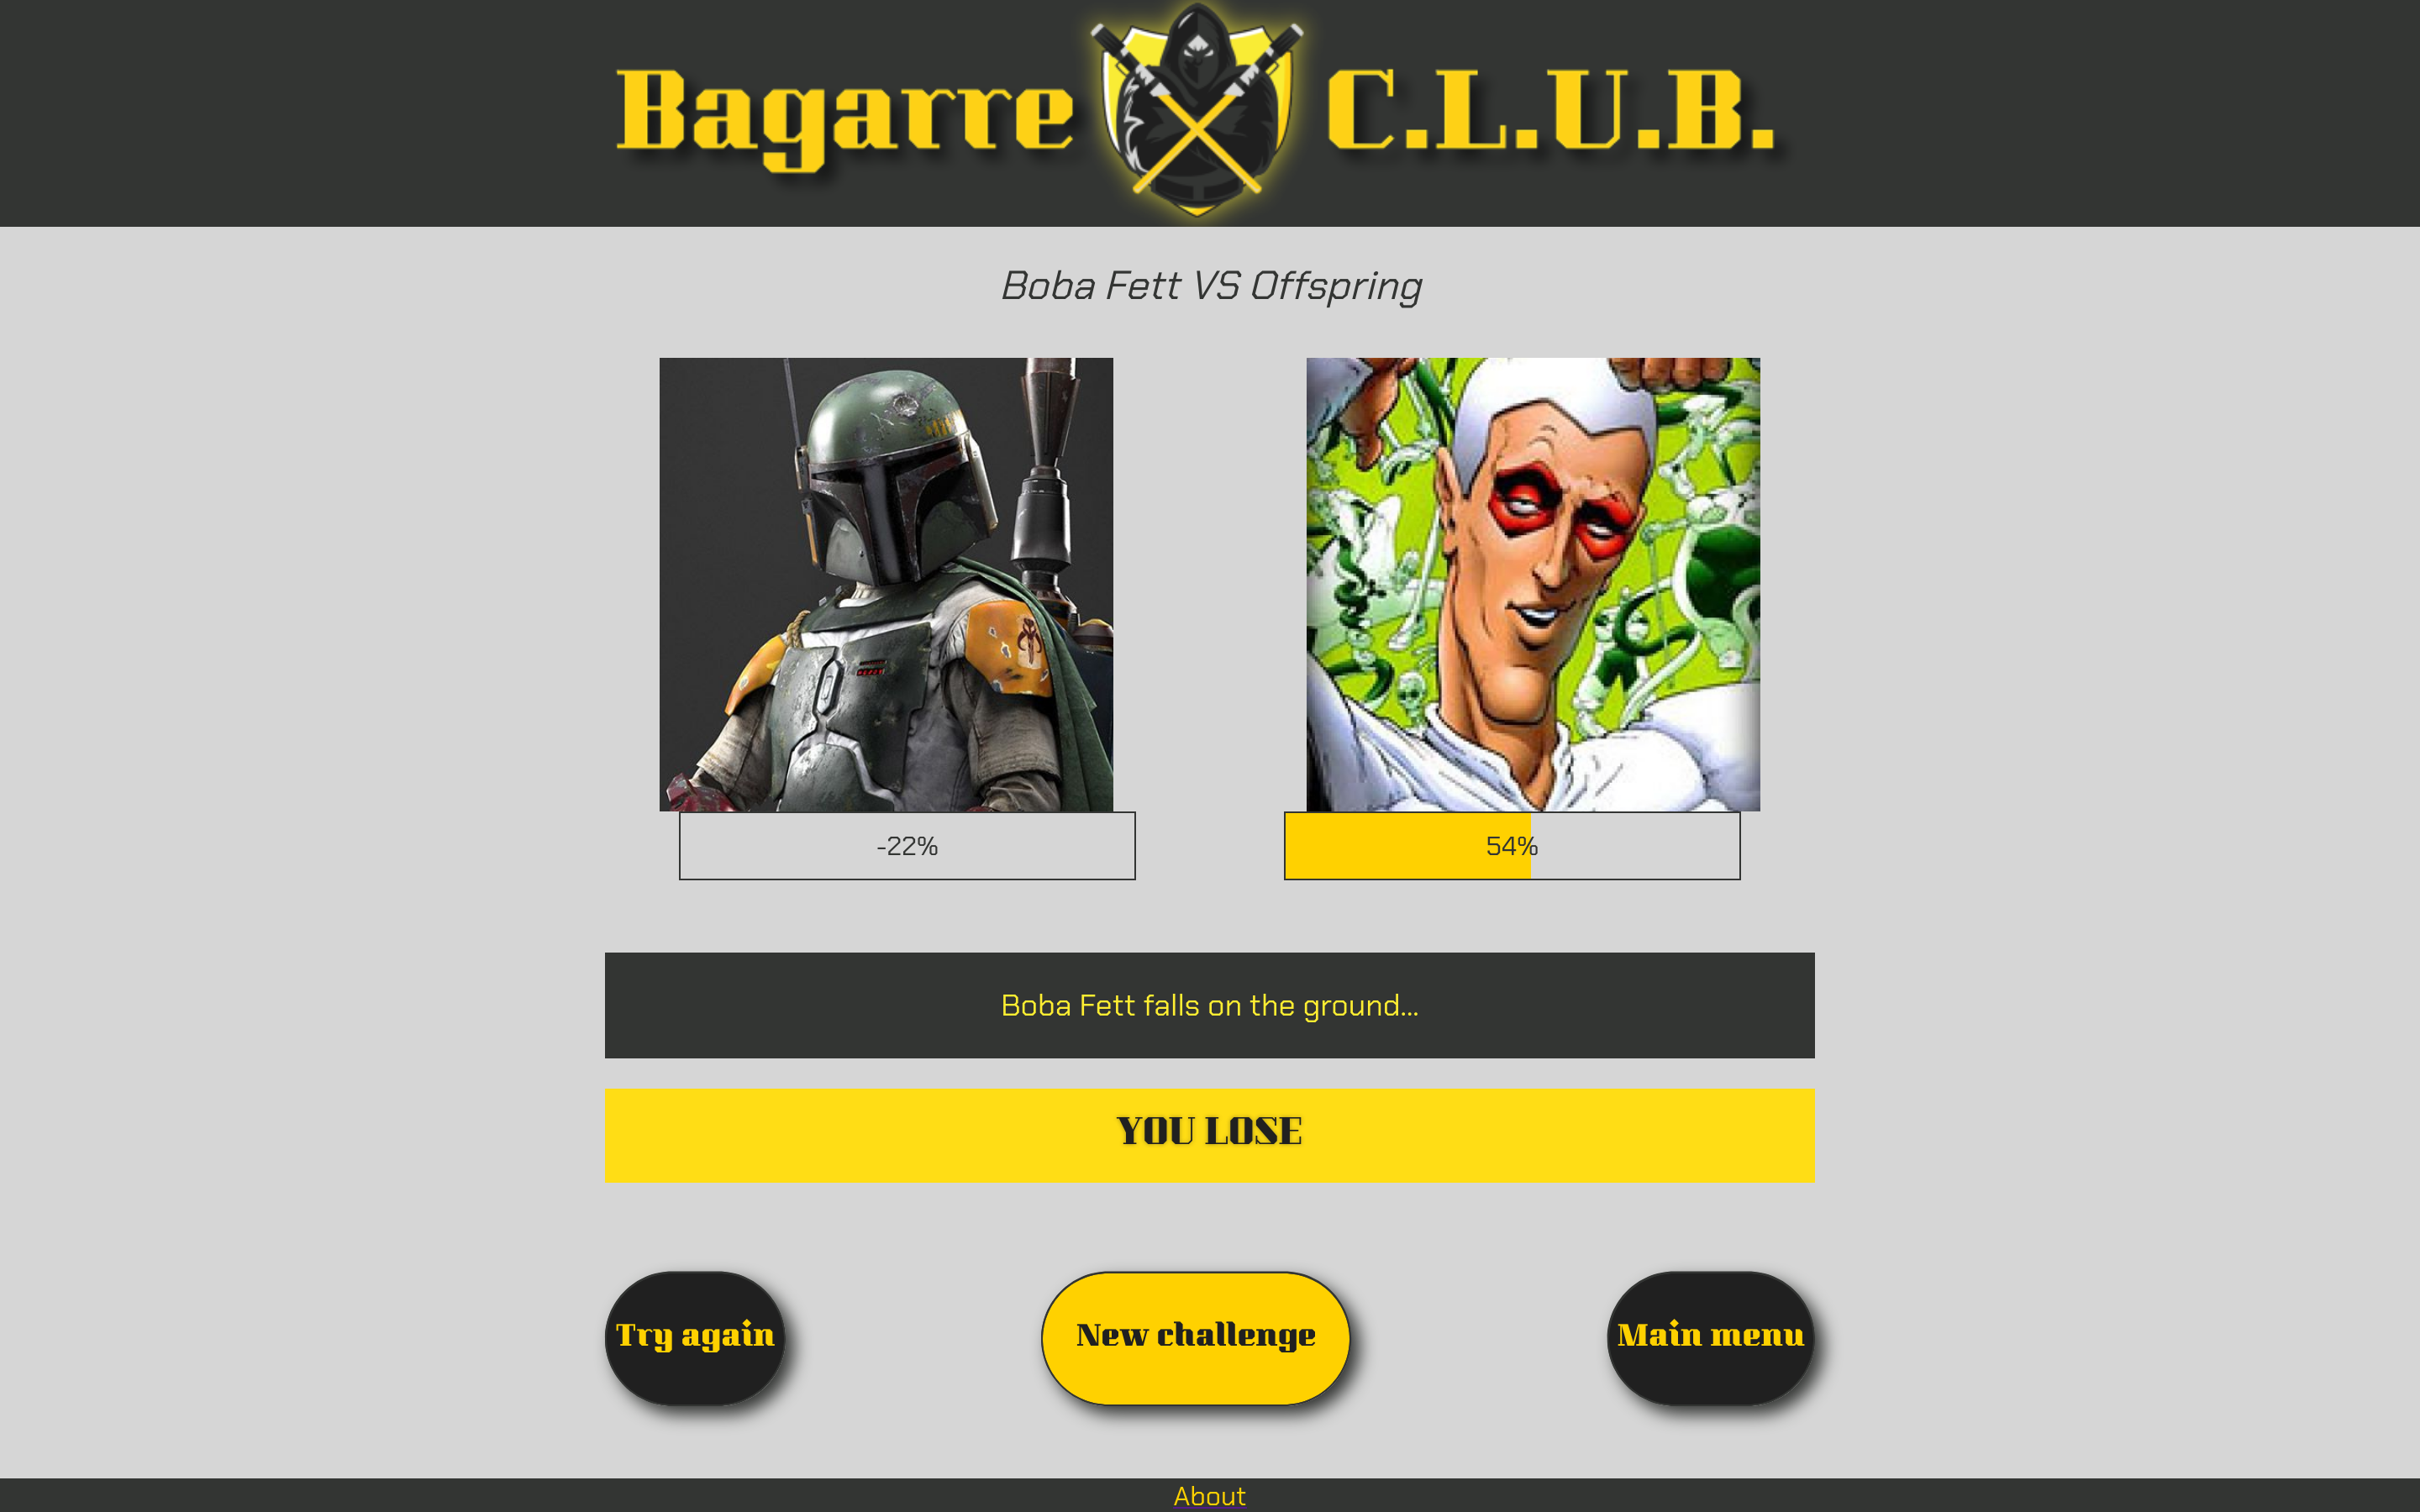 Bagarre C.L.U.B.
Boba Fett VS Offspring
-22%
54%
Boba Fett falls on the ground...
YOU LOSE
Try again
New challenge
Main menu
About